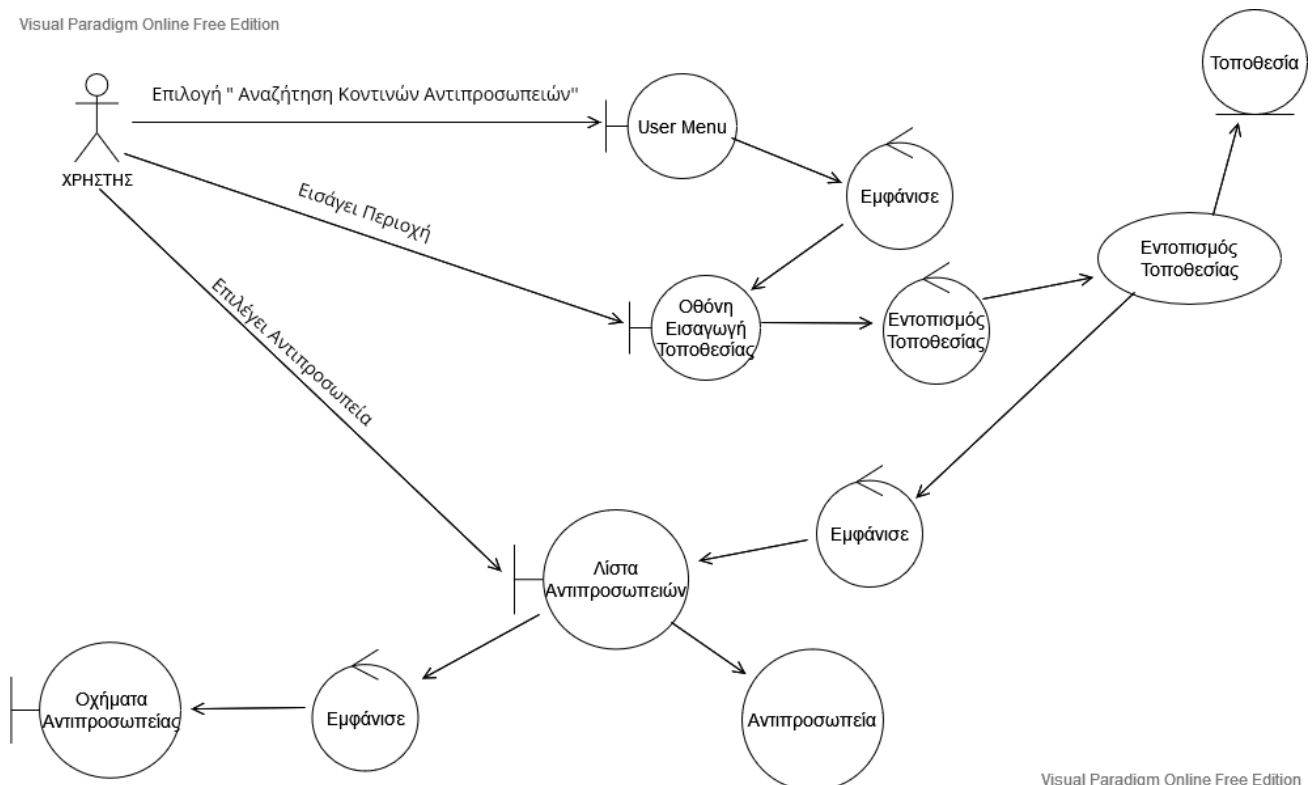 Visual Paradigm Online Free Edition
Τοποθεσία
Επιλογή " Αναζήτηση Κοντινών Αντιπροσωπειών"
User Menu
ΧΡΗΣΤΗΣ
Εμφάνισε
Εισάγει Περιοχή
Εντοπισμός
Τοποθεσίας
Οθόνη
Εισαγωγή
Τοποθεσίας
Εντοπισμός
Τοποθεσίας
Επιλέγει Αντιπροσωπεία
Εμφάνισε
Λίστα
Αντιπροσωπειών
Οχήματα
Αντιπροσωπείας
Εμφάνισε
Αντιπροσωπεία
Visual Paradigm Online Free Edition